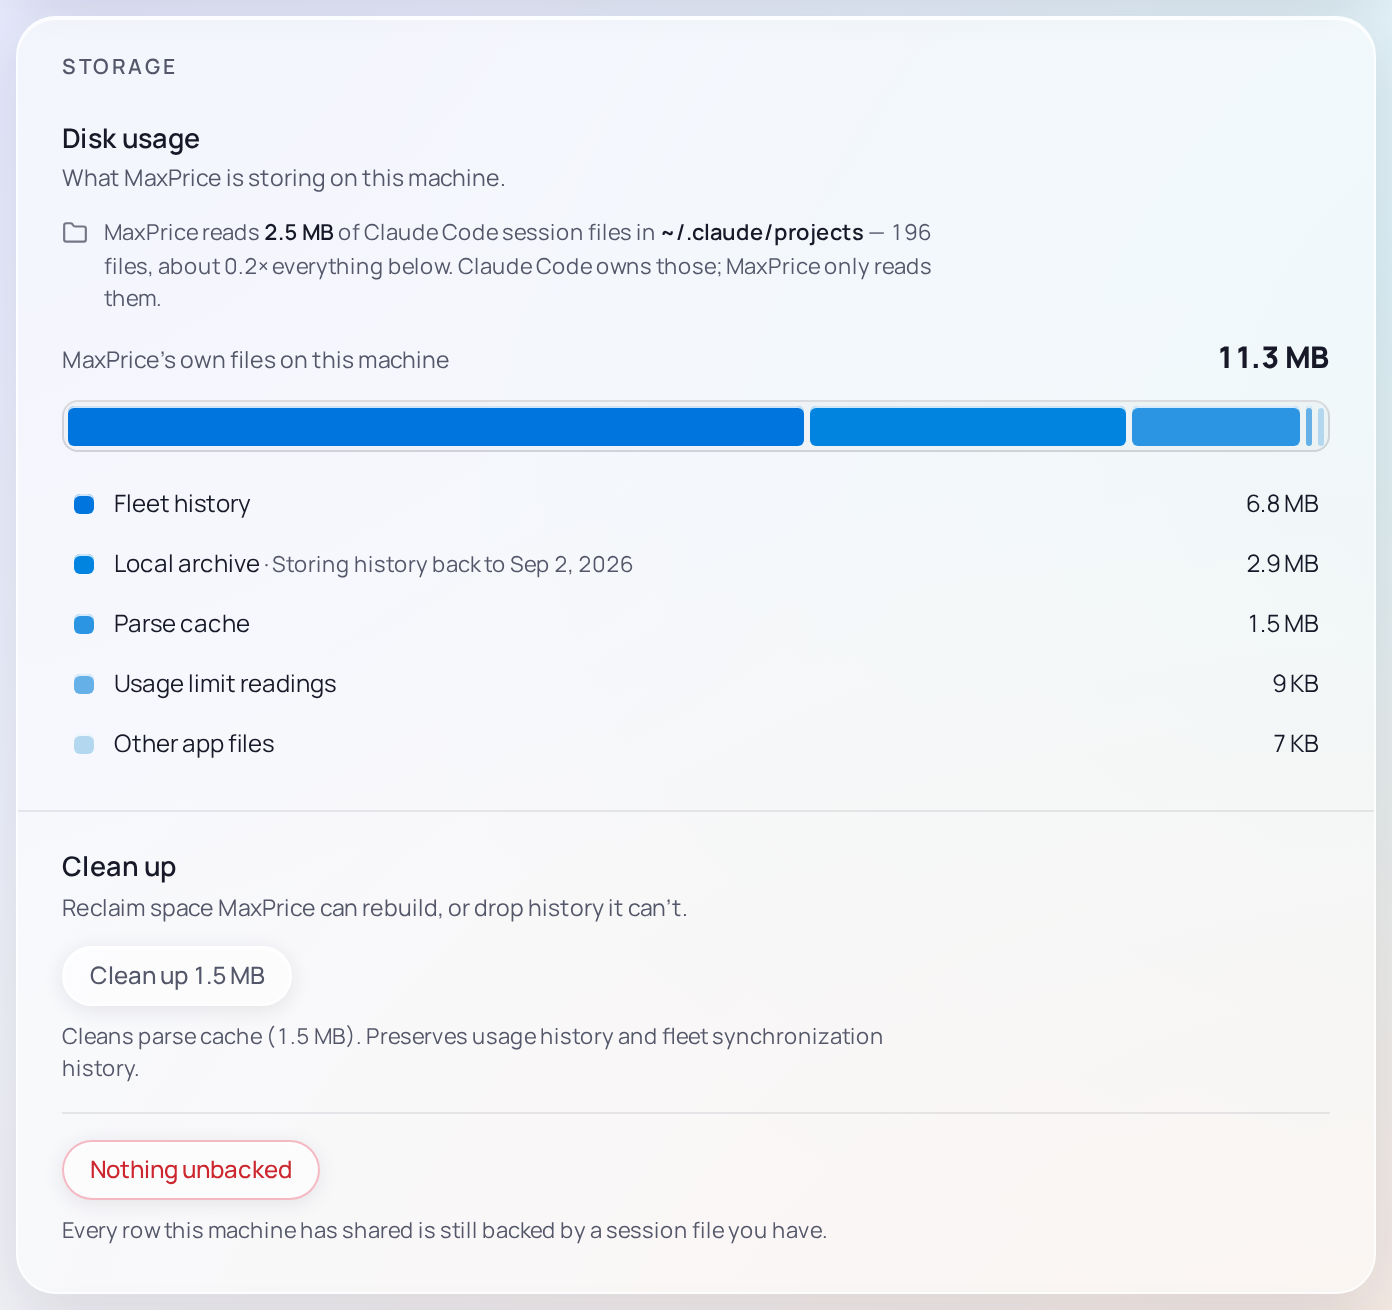 STORAGE
Disk usage
What MaxPrice is storing on this machine.
MaxPrice reads 2.5 MB of Claude Code session files in ~/.claude/projects — 196
files, about 0.2× everything below. Claude Code owns those; MaxPrice only reads
them.
MaxPrice’s own files on this machine 11.3 MB
Fleet history 6.8 MB
Local archive · Storing history back to Sep 2, 2026 2.9 MB
Parse cache 1.5 MB
Usage limit readings 9 KB
Other app files 7 KB
Clean up
Reclaim space MaxPrice can rebuild, or drop history it can’t.
Clean up 1.5 MB
Cleans parse cache (1.5 MB). Preserves usage history and fleet synchronization
history.
Nothing unbacked
Every row this machine has shared is still backed by a session file you have.